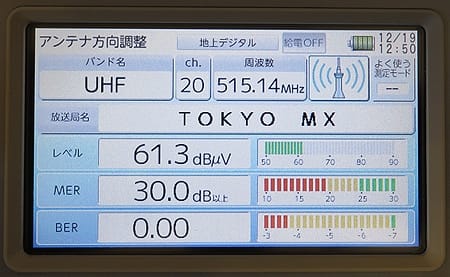 アンテナ方向調整 地上デジタル 給電OFF 12/19 12:50
バンド名 ch. 周波数 よく使う
UHF 20 515.14MHz 測定モード
--
放送局名 TOKYO MX
レベル 61.3dBμV
50 60 70 80 90
MER 30.0dB以上
10 15 20 25 30
BER 0.00
-3 -4 -5 -6 -7